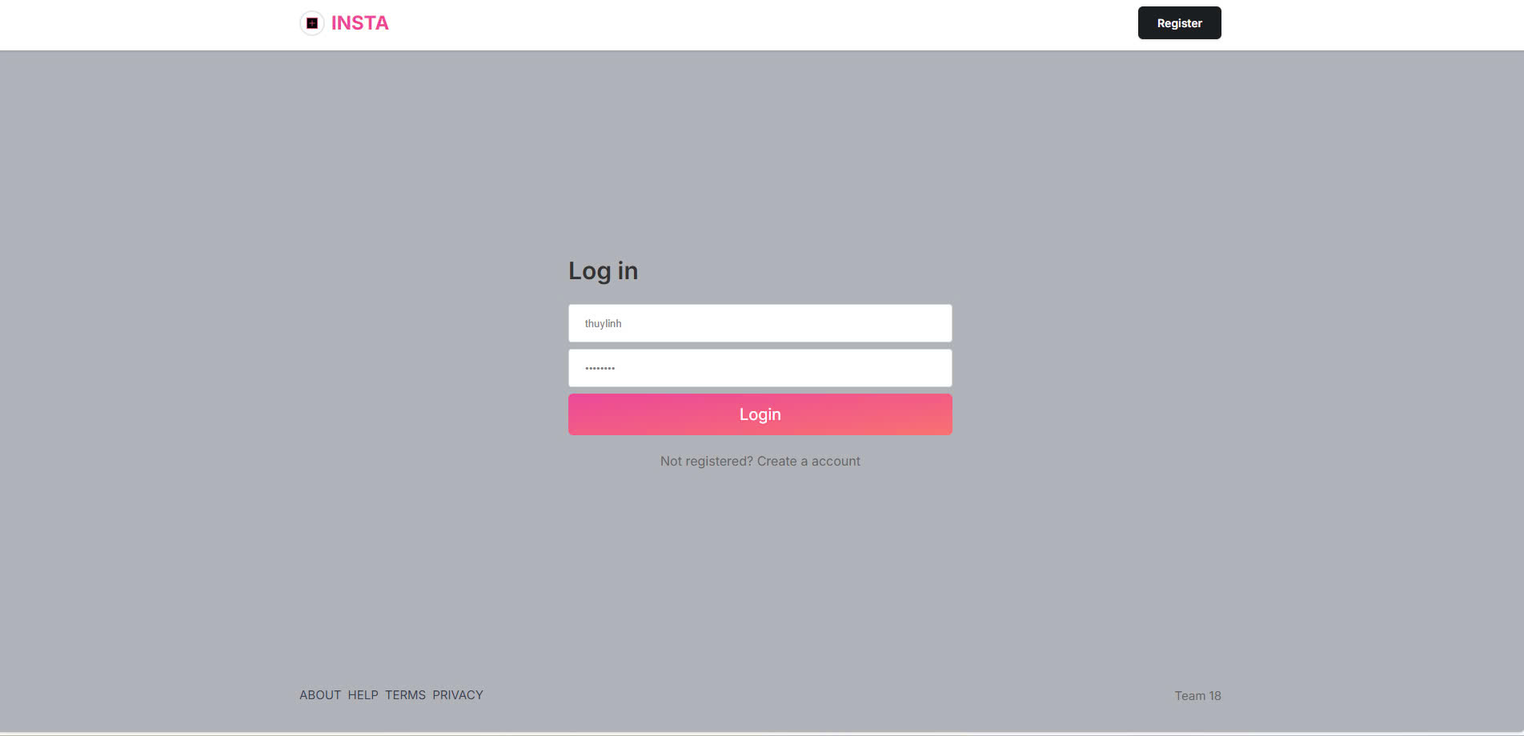 INSTA
Register
Log in
thuylinh
••••••••
Login
Not registered? Create a account
ABOUT HELP TERMS PRIVACY
Team 18